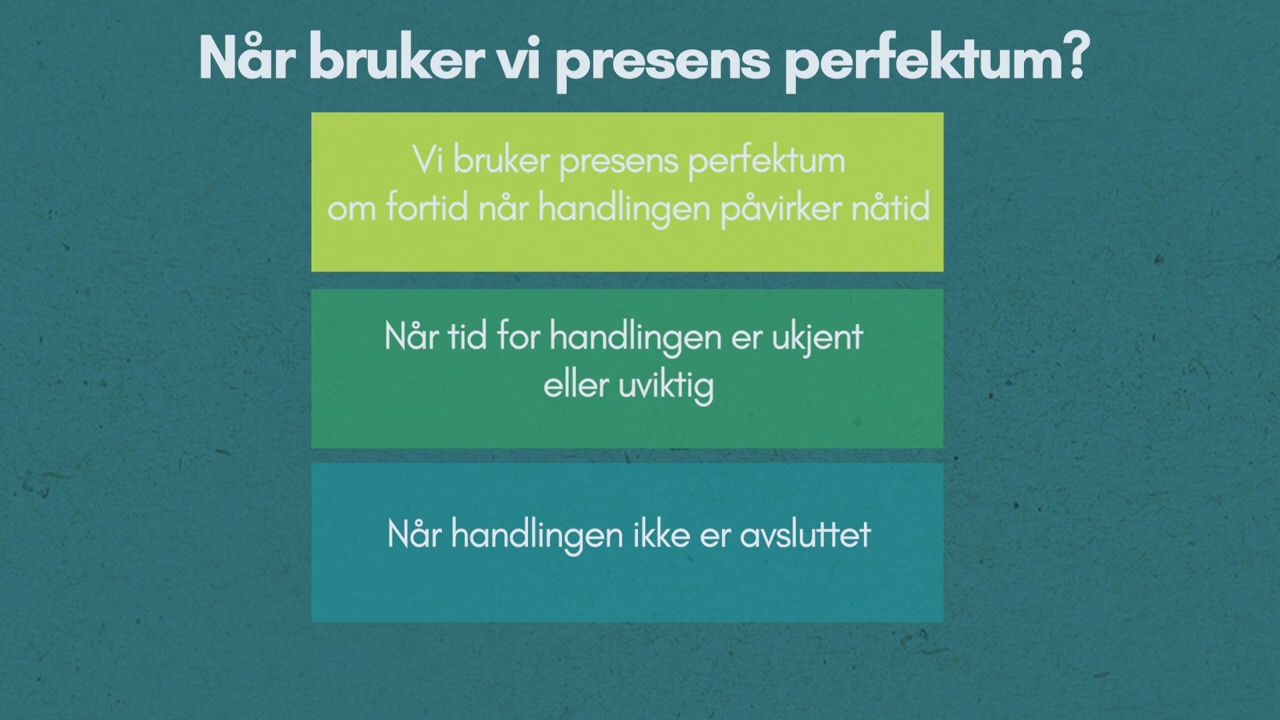 Når bruker vi presens perfektum?
Vi bruker presens perfektum
om fortid når handlingen påvirker nåtid
Når tid for handlingen er ukjent
eller uviktig
Når handlingen ikke er avsluttet